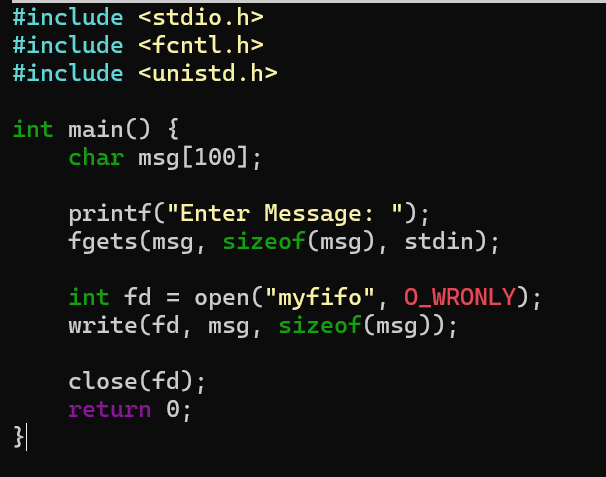 #include <stdio.h>
#include <fcntl.h>
#include <unistd.h>

int main() {
    char msg[100];

    printf("Enter Message: ");
    fgets(msg, sizeof(msg), stdin);

    int fd = open("myfifo", O_WRONLY);
    write(fd, msg, sizeof(msg));

    close(fd);
    return 0;
}